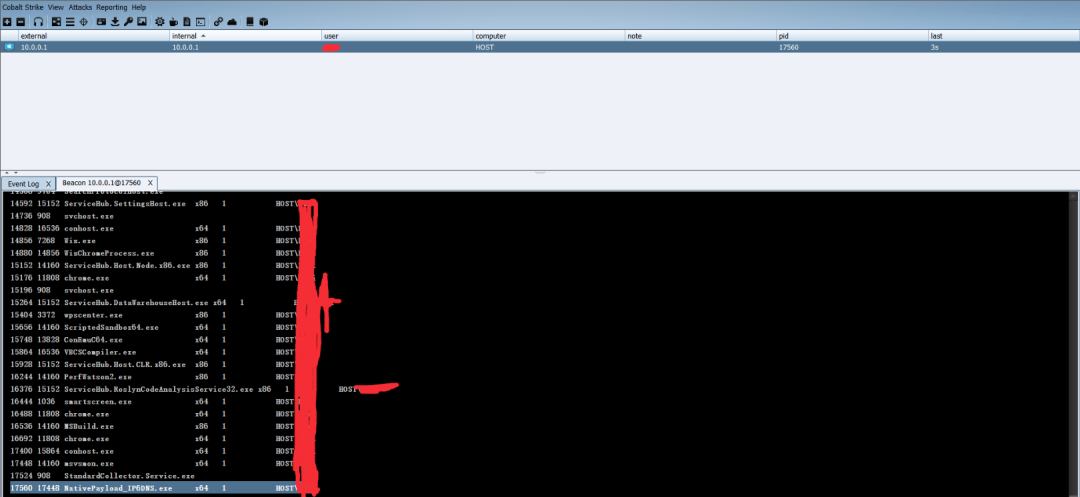 Cobalt Strike View Attacks Reporting Help
external internal user computer note pid last
10.0.0.1 10.0.0.1 HOST 17560 3s
Event Log X Beacon 10.0.0.1@17560 X
14592 15152 ServiceHub.SettingsHost.exe x86 1 HOST\
14736 908 svchost.exe
14828 16536 conhost.exe x64 1 HOST\
14856 7268 Win.exe x86 1 HOST\
14880 14856 WinChromeProcess.exe x86 1 HOST\
15152 14160 ServiceHub.Host.Node.x86.exe x86 1 HOST\
15176 11808 chrome.exe x64 1 HOST\
15196 908 svchost.exe
15264 15152 ServiceHub.DataWarehouseHost.exe x64 1
15404 3372 wpscenter.exe x86 1 HOST
15656 14160 ScriptedSandbox64.exe x64 1 HOST
15748 13828 ConEmuC64.exe x64 1 HOST
15864 16536 VBCSCompiler.exe x64 1 HOST
15928 15152 ServiceHub.Host.CLR.x86.exe x86 1 HOST
16244 14160 PerfWatson2.exe x86 1 HOST
16376 15152 ServiceHub.RoslynCodeAnalysisService32.exe x86 1 HOST
16444 1036 smartscreen.exe x64 1 HOST
16488 11808 chrome.exe x64 1 HOST
16536 14160 MSBuild.exe x86 1 HOST
16692 11808 chrome.exe x64 1 HOST
17400 15864 conhost.exe x64 1 HOST
17448 14160 msvsmon.exe x64 1 HOST
17524 908 StandardCollector.Service.exe
17560 17448 NativePayload_IP6DNS.exe x64 1 HOST\